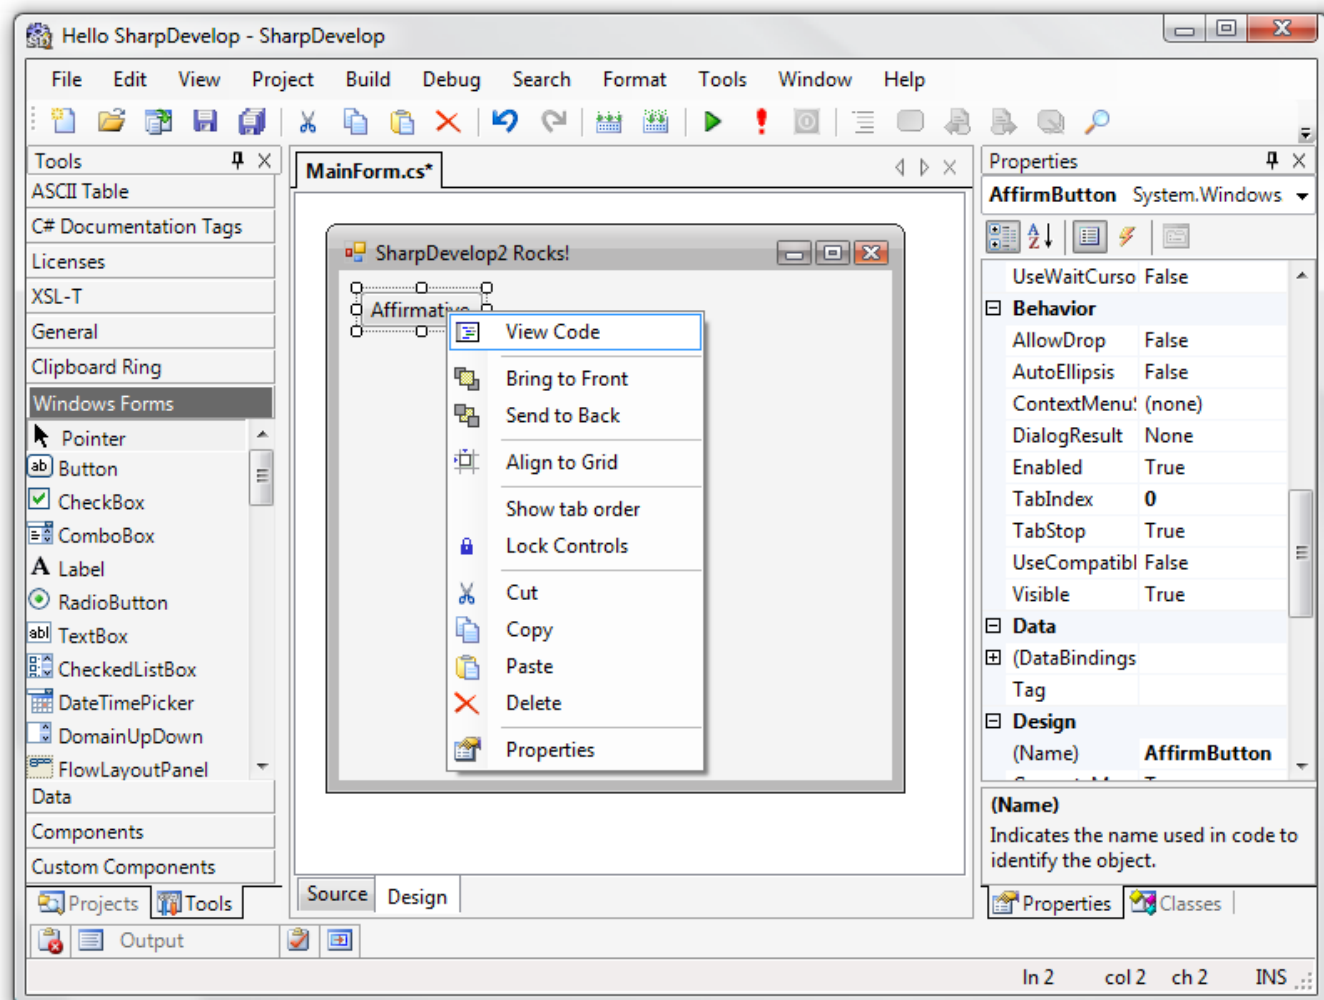 Hello SharpDevelop - SharpDevelop
File Edit View Project Build Debug Search Format Tools Window Help
Tools
ASCII Table
C# Documentation Tags
Licenses
XSL-T
General
Clipboard Ring
Windows Forms
Pointer
Button
CheckBox
ComboBox
A Label
RadioButton
TextBox
CheckedListBox
DateTimePicker
DomainUpDown
FlowLayoutPanel
Data
Components
Custom Components
Projects Tools
MainForm.cs*
SharpDevelop2 Rocks!
Affirmative
View Code
Bring to Front
Send to Back
Align to Grid
Show tab order
Lock Controls
Cut
Copy
Paste
Delete
Properties
Source Design
Properties
AffirmButton System.Windows
UseWaitCurso False
Behavior
AllowDrop False
AutoEllipsis False
ContextMenuS (none)
DialogResult None
Enabled True
TabIndex 0
TabStop True
UseCompatibl False
Visible True
Data
(DataBindings
Tag
Design
(Name) AffirmButton
(Name)
Indicates the name used in code to
identify the object.
Properties Classes
Output
ln 2 col 2 ch 2 INS